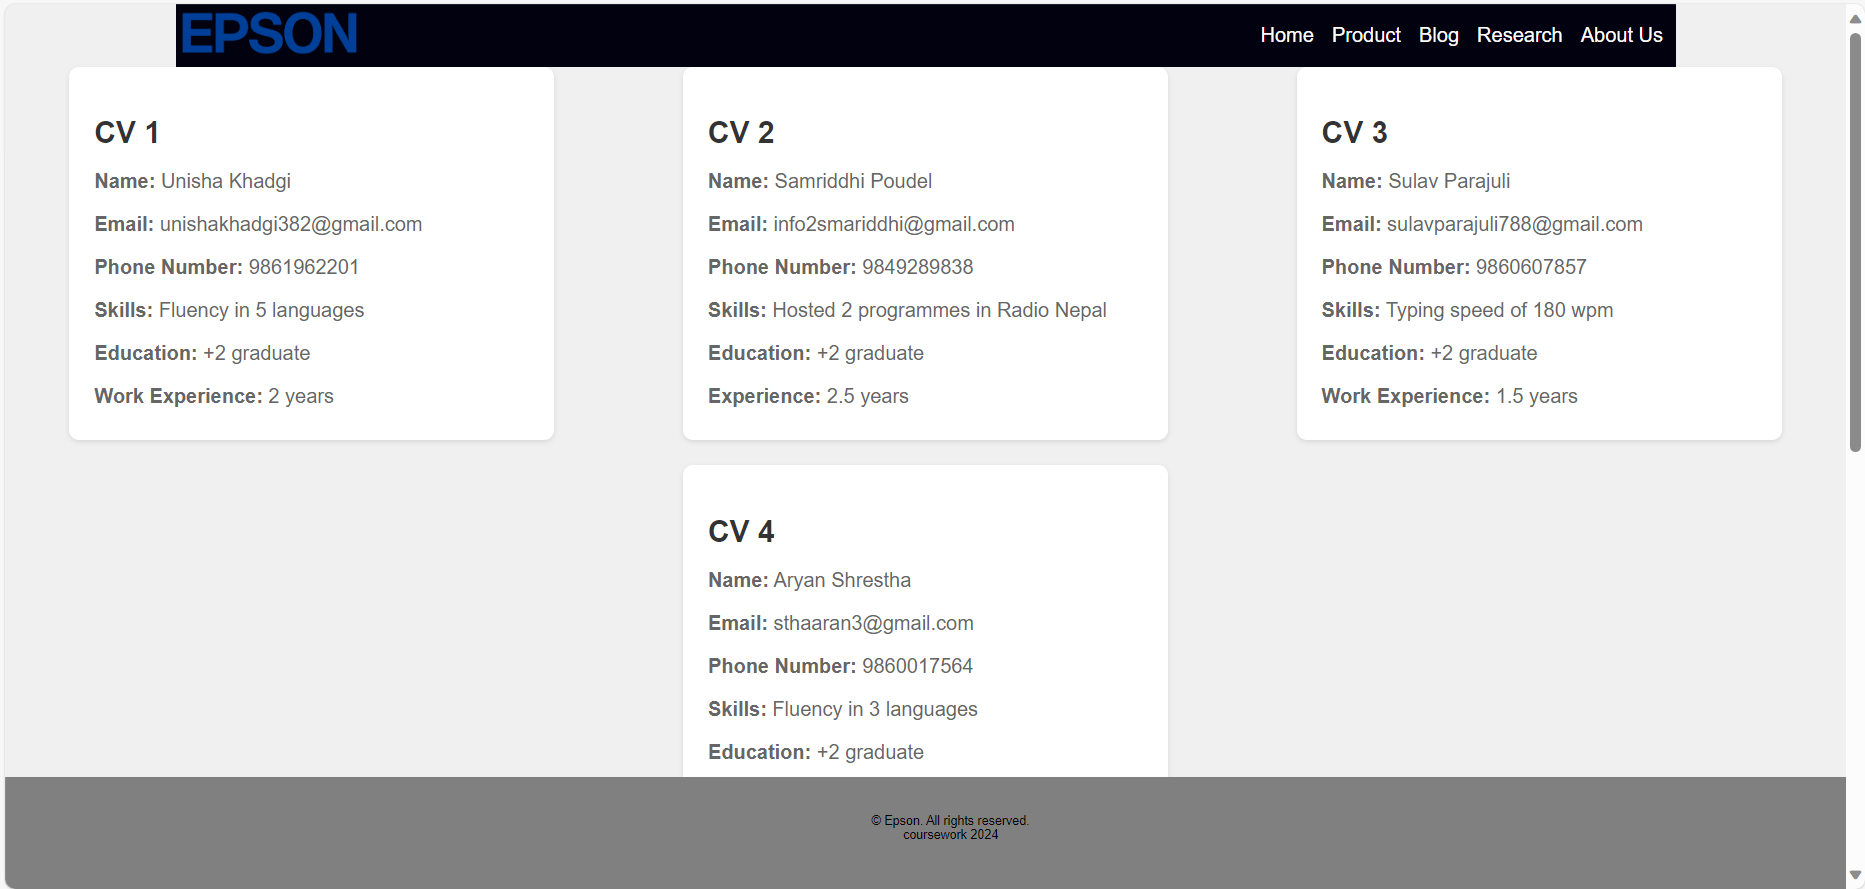 EPSON
Home Product Blog Research About Us
CV 1
Name: Unisha Khadgi
Email: unishakhadgi382@gmail.com
Phone Number: 9861962201
Skills: Fluency in 5 languages
Education: +2 graduate
Work Experience: 2 years
CV 2
Name: Samriddhi Poudel
Email: info2smariddhi@gmail.com
Phone Number: 9849289838
Skills: Hosted 2 programmes in Radio Nepal
Education: +2 graduate
Experience: 2.5 years
CV 3
Name: Sulav Parajuli
Email: sulavparajuli788@gmail.com
Phone Number: 9860607857
Skills: Typing speed of 180 wpm
Education: +2 graduate
Work Experience: 1.5 years
CV 4
Name: Aryan Shrestha
Email: sthaaran3@gmail.com
Phone Number: 9860017564
Skills: Fluency in 3 languages
Education: +2 graduate
© Epson. All rights reserved.
coursework 2024